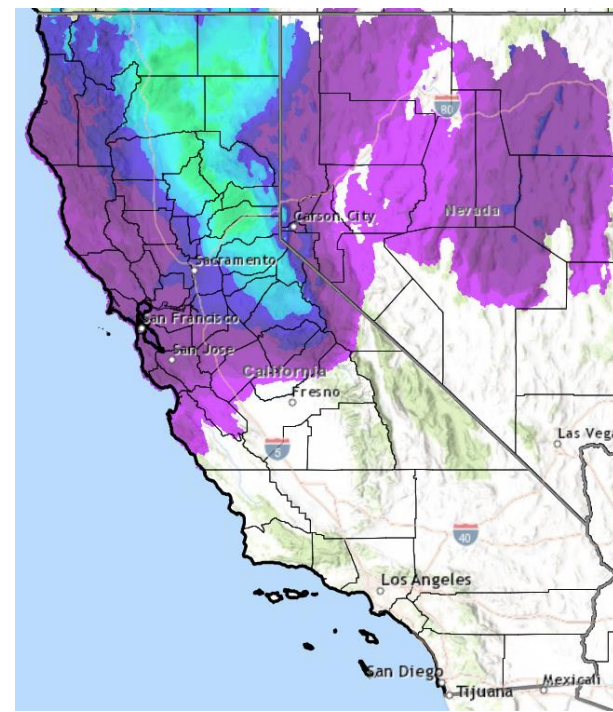 80
Nevada
Carson City
Sacramento
San Francisco
San Jose
California
Fresno
Las Vega
5
40
Los Angeles
San Diego
Tijuana
Mexicali